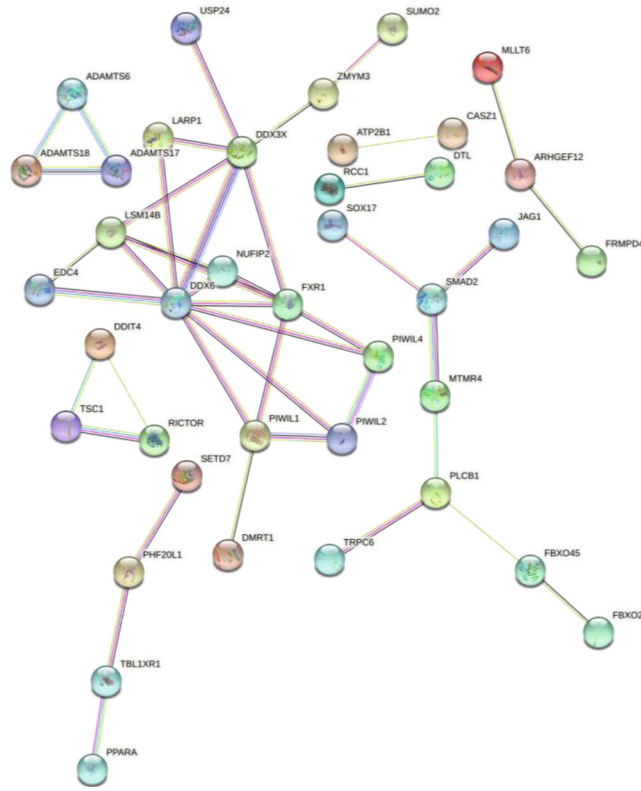 USP24
SUMO2
MLLT6
ADAMTS6
ZMYM3
LARP1
DDX3X
CASZ1
ATP2B1
ADAMTS18
ADAMTS17
DTL
ARHGEF12
RCC1
LSM14B
SOX17
JAG1
NUFIP2
FRMPD4
EDC4
DDX6
FXR1
SMAD2
DDIT4
PIWIL4
MTMR4
TSC1
RICTOR
PIWIL1
PIWIL2
SETD7
PLCB1
DMRT1
TRPC6
PHF20L1
FBXO45
FBXO2
TBL1XR1
PPARA